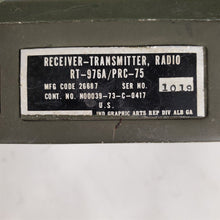 RECEIVER-TRANSMITTER, RADIO
RT-976A/PRC-75
MFG CODE 26687 SER NO. 1019
CONT. NO. N00039-73-C-0417
U.S.
IND GRAPHIC ARTS REP DIV ALB GA